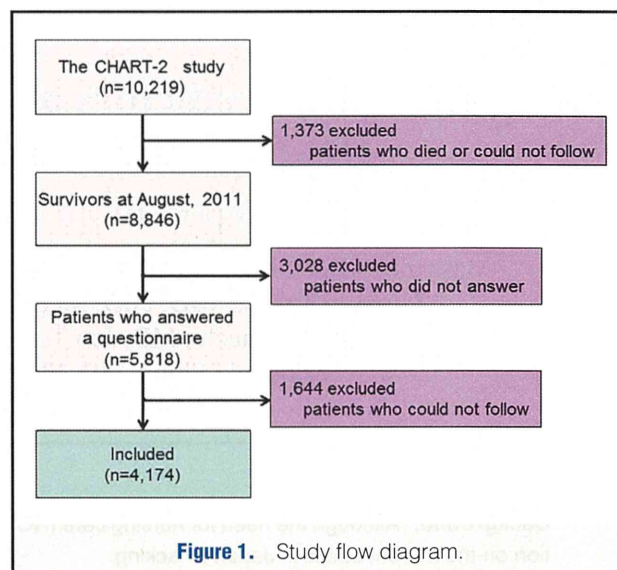 The CHART-2 study
(n=10,219)
1,373 excluded
patients who died or could not follow
Survivors at August, 2011
(n=8,846)
3,028 excluded
patients who did not answer
Patients who answered
a questionnaire
(n=5,818)
1,644 excluded
patients who could not follow
Included
(n=4,174)
Figure 1. Study flow diagram.